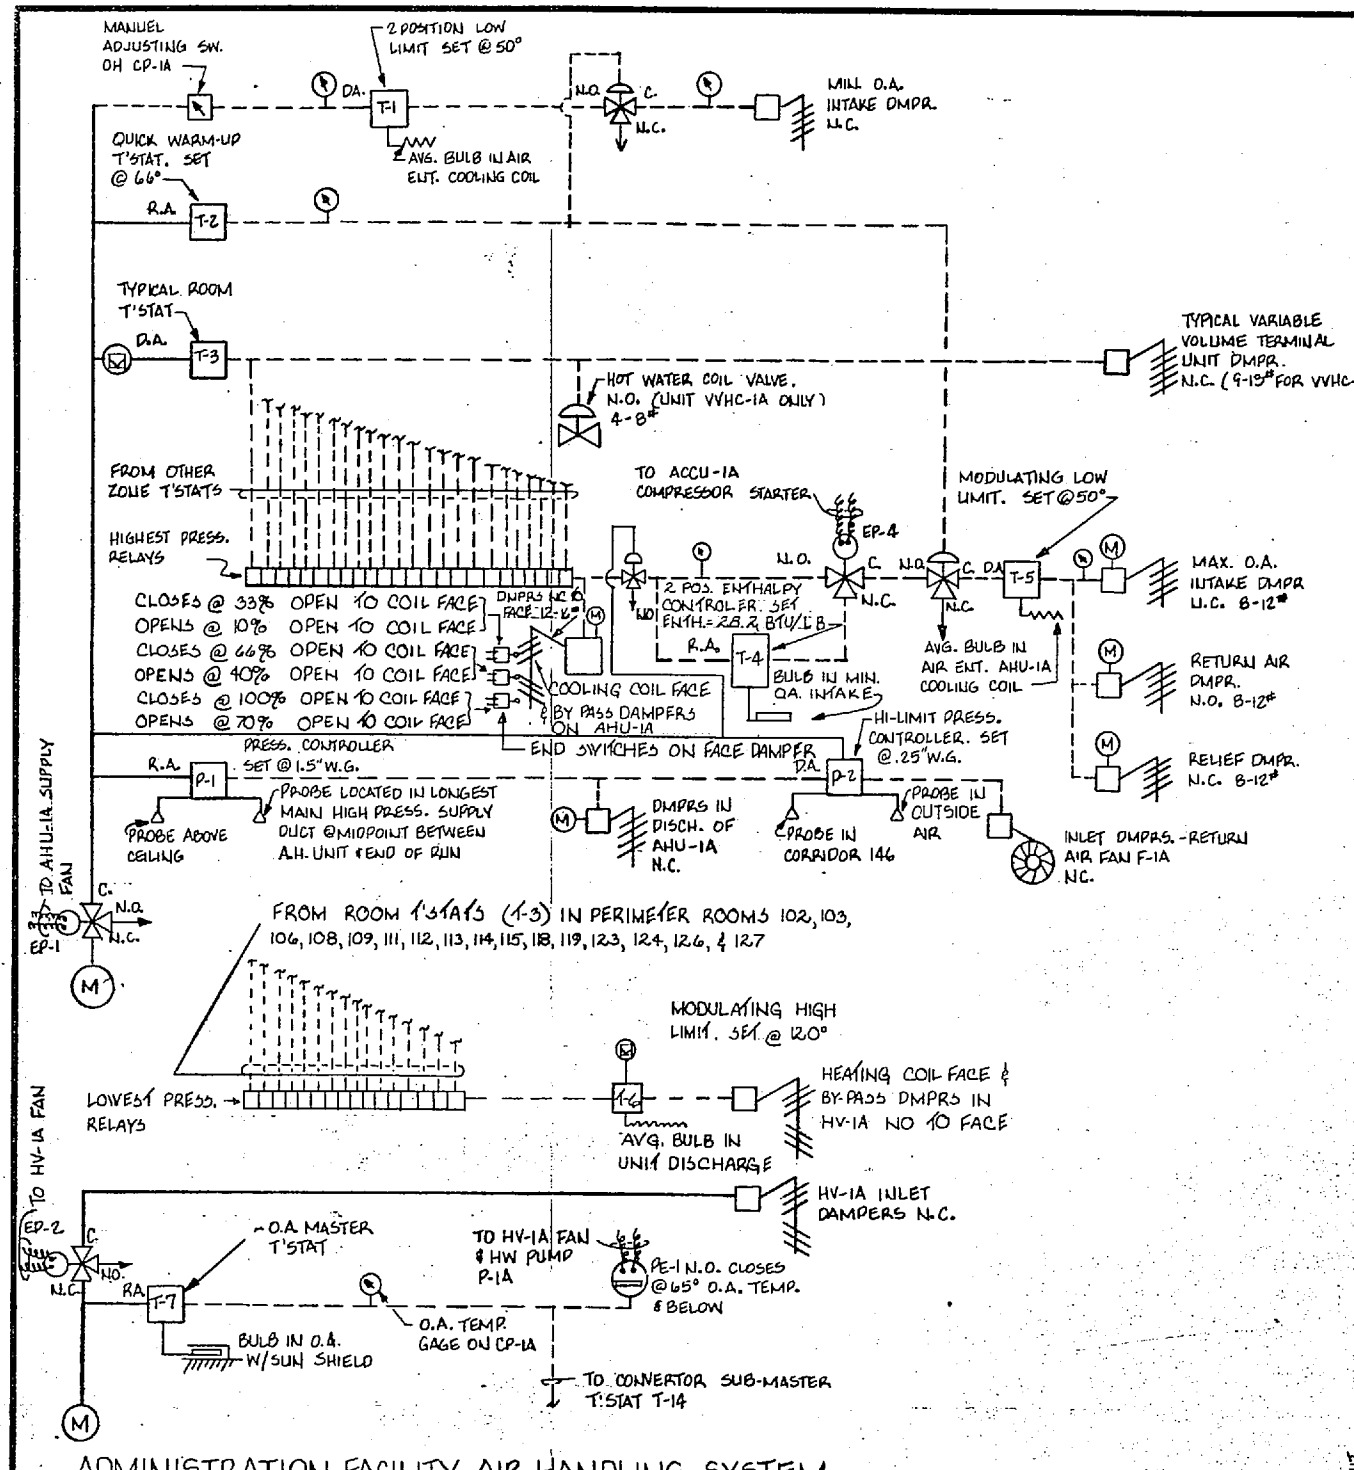 MANUEL
ADJUSTING SW.
OH CP-1A
2 POSITION LOW
LIMIT SET @ 50°
D.A.
T-1
AVG. BULB IN AIR
ENT. COOLING COIL
N.O.
C.
N.C.
MIN. O.A.
INTAKE DMPR.
N.C.
QUICK WARM-UP
T'STAT. SET
@ 66°
R.A.
T-2
TYPICAL ROOM
T'STAT
D.A.
T-3
HOT WATER COIL VALVE.
N.O. (UNIT VVHC-1A ONLY)
4-8#
TYPICAL VARIABLE
VOLUME TERMINAL
UNIT DMPR.
N.C. (9-13# FOR VVHC-
FROM OTHER
ZONE T'STATS
HIGHEST PRESS.
RELAYS
TO ACCU-1A
COMPRESSOR STARTER
EP-4
N.O.
C.
N.C.
MODULATING LOW
LIMIT. SET @ 50°
N.O.
C.
D.A.
N.C.
T-5
M
MAX. O.A.
INTAKE DMPR
N.C. 8-12#
AVG. BULB IN
AIR ENT. AHU-1A
COOLING COIL
M
RETURN AIR
DMPR.
N.O. 8-12#
M
RELIEF DMPR.
N.C. 8-12#
NO
2 POS. ENTHALPY
CONTROLER. SET
ENTH.= 28.2 BTU/LB
R.A.
T-4
BULB IN MIN.
OA. INTAKE
DMPRS NC TO
FACE-12-16#
M
CLOSES @ 33% OPEN TO COIL FACE
OPENS @ 10% OPEN TO COIL FACE
CLOSES @ 66% OPEN TO COIL FACE
OPENS @ 40% OPEN TO COIL FACE
CLOSES @ 100% OPEN TO COIL FACE
OPENS @ 70% OPEN TO COIL FACE
COOLING COIL FACE
& BY PASS DAMPERS
ON AHU-1A
END SWITCHES ON FACE DAMPER
PRESS. CONTROLLER
SET @ 1.5" W.G.
R.A.
P-1
PROBE ABOVE
CEILING
PROBE LOCATED IN LONGEST
MAIN HIGH PRESS. SUPPLY
DUCT @ MIDPOINT BETWEEN
A.H. UNIT & END OF RUN
M
DMPRS IN
DISCH. OF
AHU-1A
N.C.
HI-LIMIT PRESS.
CONTROLLER. SET
@ .25" W.G.
D.A.
P-2
PROBE IN
CORRIDOR 146
PROBE IN
OUTSIDE
AIR
INLET DMPRS.-RETURN
AIR FAN F-1A
N.C.
TO AHU-1A SUPPLY
FAN
EP-1
C.
N.O.
N.C.
M
FROM ROOM T'STATS (T-3) IN PERIMETER ROOMS 102, 103,
106, 108, 109, 111, 112, 113, 114, 115, 118, 119, 123, 124, 126, & 127
LOWEST PRESS.
RELAYS
MODULATING HIGH
LIMIT. SET @ 120°
T-6
AVG. BULB IN
UNIT DISCHARGE
HEATING COIL FACE &
BY-PASS DMPRS IN
HV-1A NO TO FACE
TO HV-1A FAN
EP-2
C.
NO.
N.C.
HV-1A INLET
DAMPERS N.C.
O.A. MASTER
T'STAT
RA.
T-7
BULB IN O.A.
W/SUN SHIELD
O.A. TEMP.
GAGE ON CP-1A
TO HV-1A FAN
& HW PUMP
P-1A
PE-1 N.O. CLOSES
@ 65° O.A. TEMP.
& BELOW
TO CONVERTOR SUB-MASTER
T'STAT T-14
M
ADMINISTRATION FACILITY AIR HANDLING SYSTEM